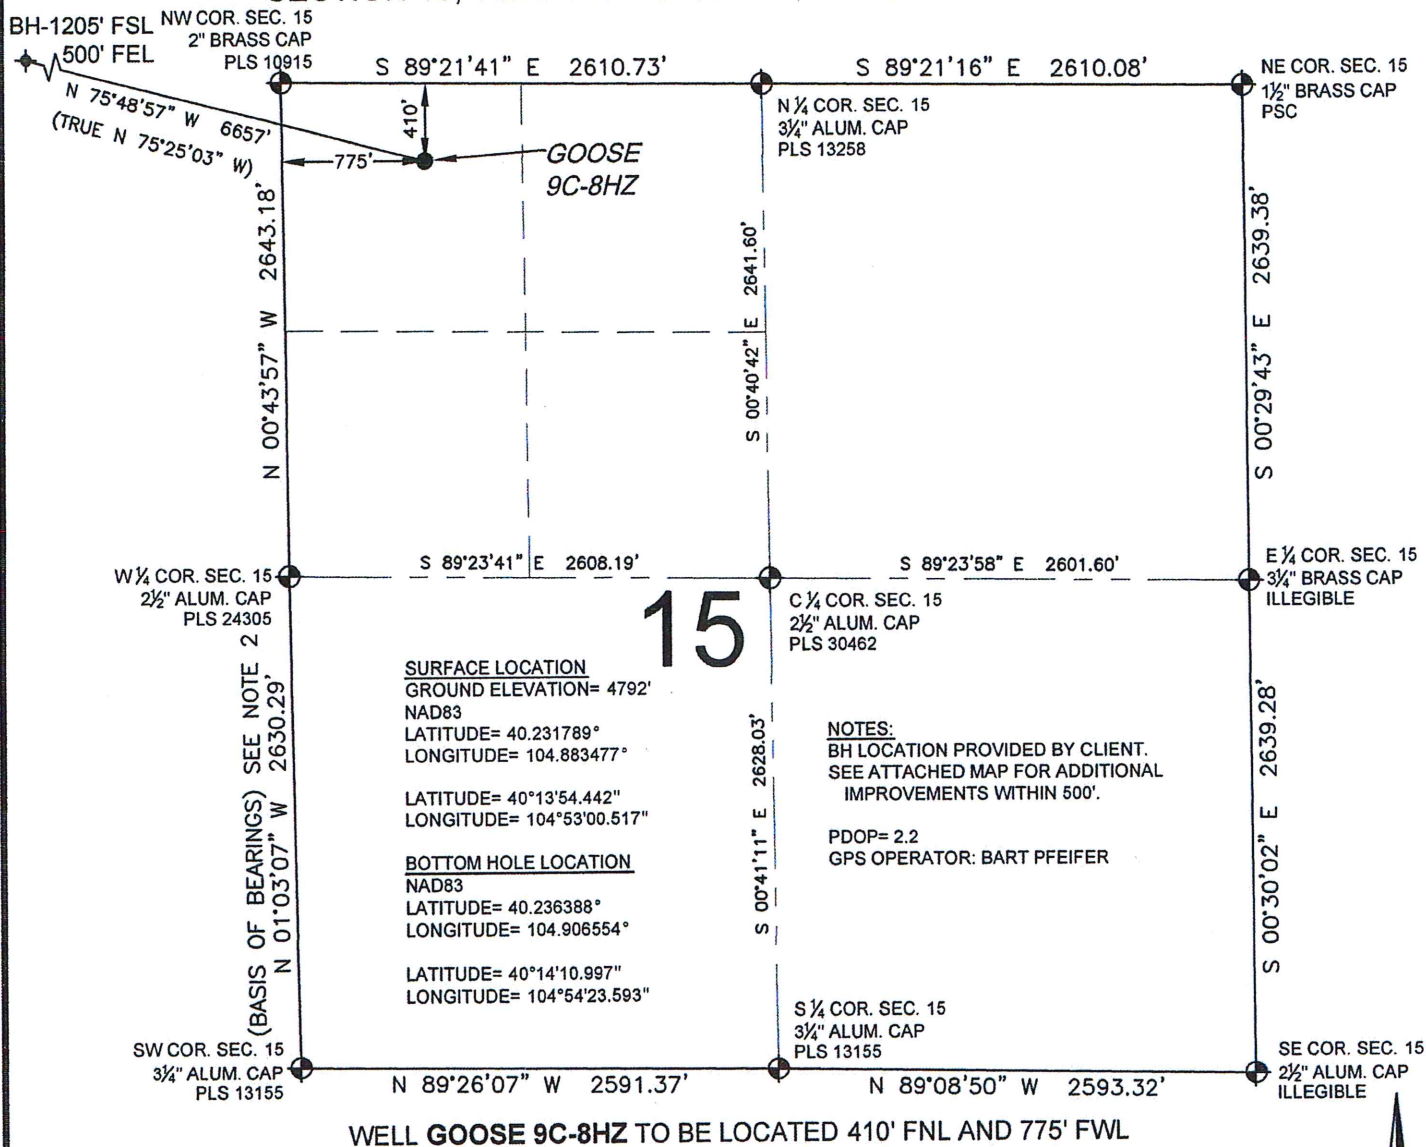 BH-1205' FSL
500' FEL
NW COR. SEC. 15
2" BRASS CAP
PLS 10915
S 89°21'41" E 2610.73'
S 89°21'16" E 2610.08'
NE COR. SEC. 15
1½" BRASS CAP
PSC
N 75°48'57" W 6657'
(TRUE N 75°25'03" W)
410'
775'
GOOSE
9C-8HZ
N ¼ COR. SEC. 15
3¼" ALUM. CAP
PLS 13258
N 00°43'57" W 2643.18'
S 00°40'42" E 2641.60'
S 00°29'43" E 2639.38'
W ¼ COR. SEC. 15
2½" ALUM. CAP
PLS 24305
S 89°23'41" E 2608.19'
S 89°23'58" E 2601.60'
E ¼ COR. SEC. 15
3¼" BRASS CAP
ILLEGIBLE
15
C ¼ COR. SEC. 15
2½" ALUM. CAP
PLS 30462
(BASIS OF BEARINGS) SEE NOTE 2
N 01°03'07" W 2630.29'
SURFACE LOCATION
GROUND ELEVATION= 4792'
NAD83
LATITUDE= 40.231789°
LONGITUDE= 104.883477°
LATITUDE= 40°13'54.442"
LONGITUDE= 104°53'00.517"
BOTTOM HOLE LOCATION
NAD83
LATITUDE= 40.236388°
LONGITUDE= 104.906554°
LATITUDE= 40°14'10.997"
LONGITUDE= 104°54'23.593"
S 00°41'11" E 2628.03'
NOTES:
BH LOCATION PROVIDED BY CLIENT.
SEE ATTACHED MAP FOR ADDITIONAL
IMPROVEMENTS WITHIN 500'.
PDOP= 2.2
GPS OPERATOR: BART PFEIFER
S 00°30'02" E 2639.28'
SW COR. SEC. 15
3¼" ALUM. CAP
PLS 13155
N 89°26'07" W 2591.37'
S ¼ COR. SEC. 15
3¼" ALUM. CAP
PLS 13155
N 89°08'50" W 2593.32'
SE COR. SEC. 15
2½" ALUM. CAP
ILLEGIBLE
WELL GOOSE 9C-8HZ TO BE LOCATED 410' FNL AND 775' FWL